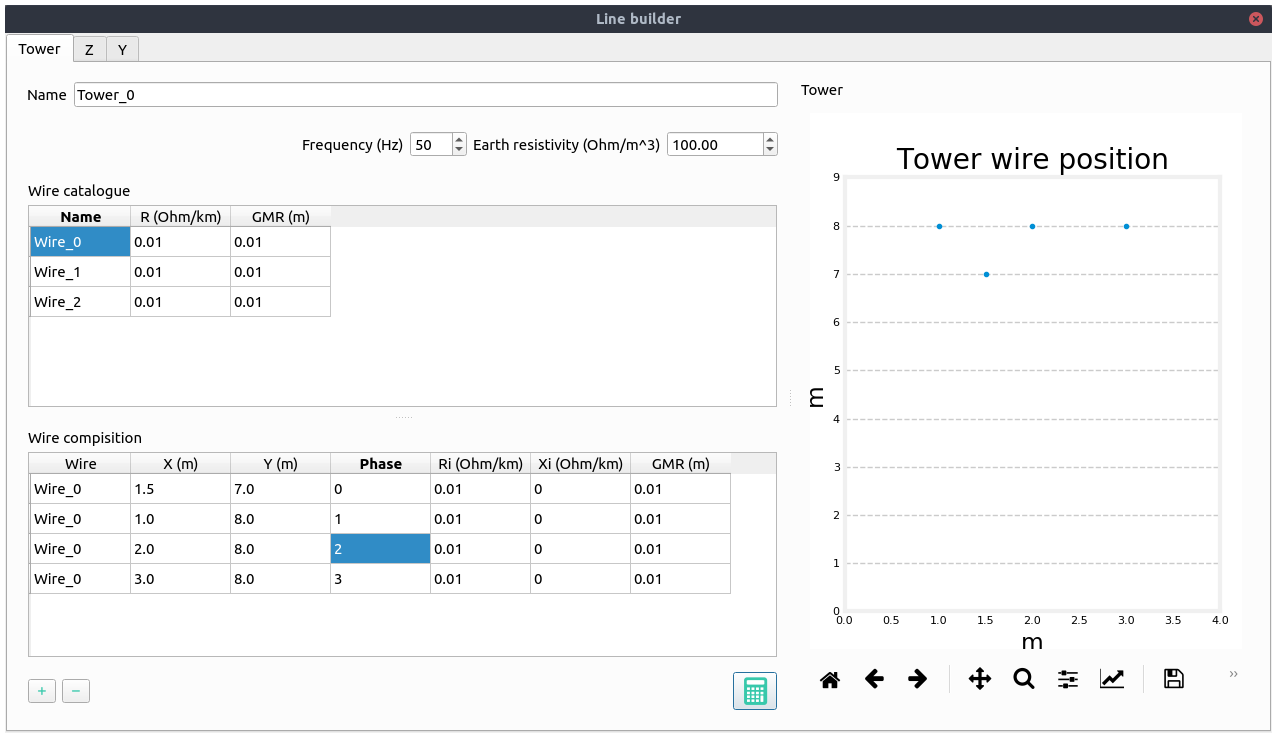 Line builder
Tower Z Y
Name Tower_0
Frequency (Hz) 50 Earth resistivity (Ohm/m^3) 100.00
Wire catalogue
Name R (Ohm/km) GMR (m)
Wire_0 0.01 0.01
Wire_1 0.01 0.01
Wire_2 0.01 0.01
Wire compisition
Wire X (m) Y (m) Phase Ri (Ohm/km) Xi (Ohm/km) GMR (m)
Wire_0 1.5 7.0 0 0.01 0 0.01
Wire_0 1.0 8.0 1 0.01 0 0.01
Wire_0 2.0 8.0 2 0.01 0 0.01
Wire_0 3.0 8.0 3 0.01 0 0.01
Tower
Tower wire position
9
8
7
6
5
4
3
2
1
0
m
0.0 0.5 1.0 1.5 2.0 2.5 3.0 3.5 4.0
m